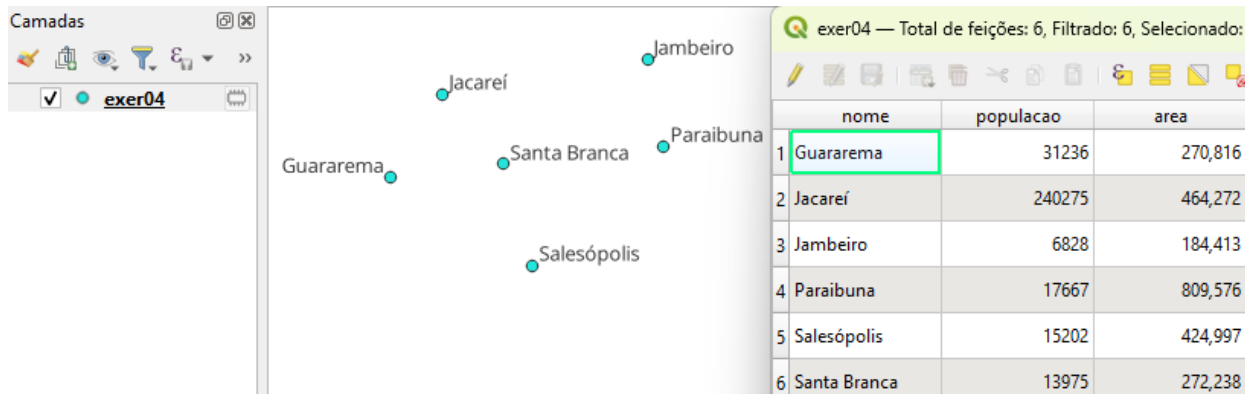 Camadas
exer04
Jambeiro
Jacareí
Paraibuna
Santa Branca
Guararema
Salesópolis
exer04 — Total de feições: 6, Filtrado: 6, Selecionado:
nome populacao area
1 Guararema 31236 270,816
2 Jacareí 240275 464,272
3 Jambeiro 6828 184,413
4 Paraibuna 17667 809,576
5 Salesópolis 15202 424,997
6 Santa Branca 13975 272,238